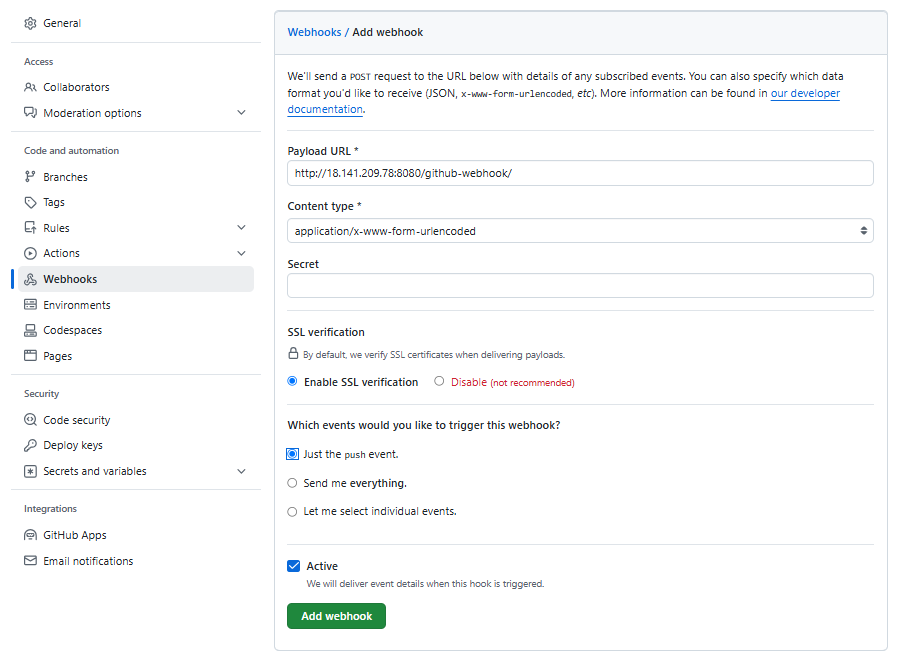 General
Access
Collaborators
Moderation options
Code and automation
Branches
Tags
Rules
Actions
Webhooks
Environments
Codespaces
Pages
Security
Code security
Deploy keys
Secrets and variables
Integrations
GitHub Apps
Email notifications
Webhooks / Add webhook
We'll send a POST request to the URL below with details of any subscribed events. You can also specify which data
format you'd like to receive (JSON, x-www-form-urlencoded, etc). More information can be found in our developer
documentation.
Payload URL *
http://18.141.209.78:8080/github-webhook/
Content type *
application/x-www-form-urlencoded
Secret
SSL verification
By default, we verify SSL certificates when delivering payloads.
Enable SSL verification Disable (not recommended)
Which events would you like to trigger this webhook?
Just the push event.
Send me everything.
Let me select individual events.
Active
We will deliver event details when this hook is triggered.
Add webhook